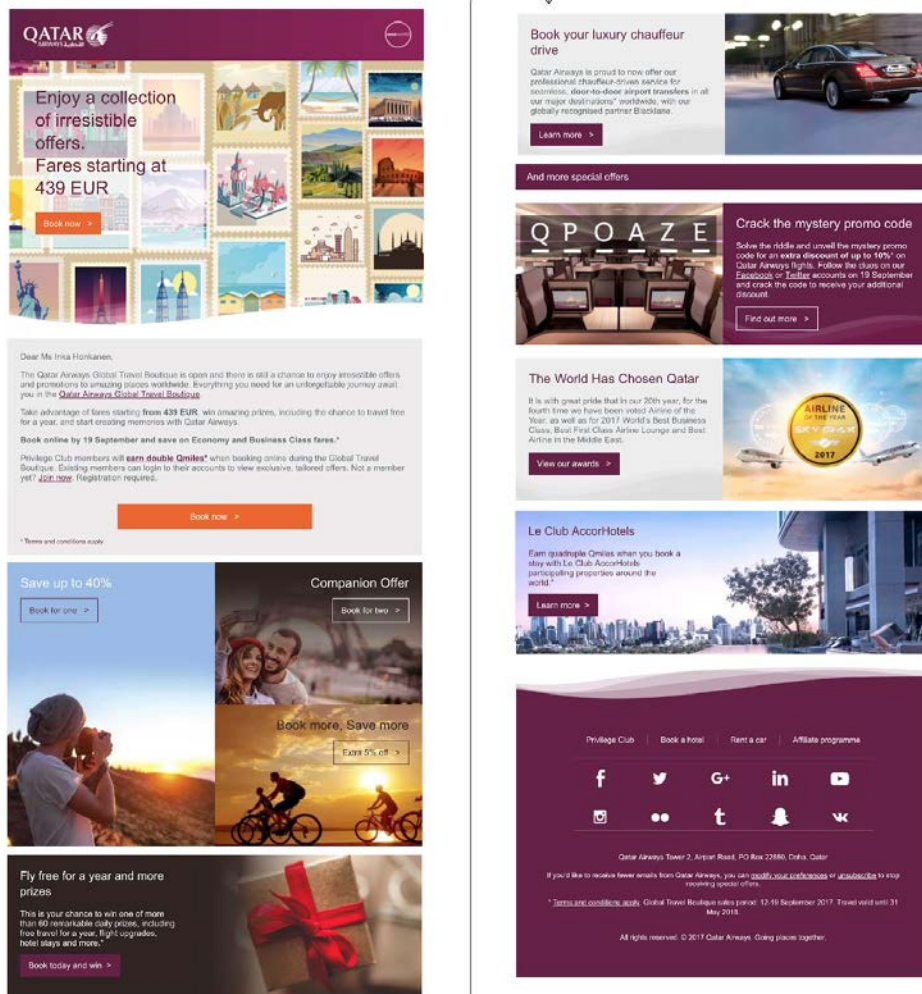 QATAR
AIRWAYS القطرية
oneworld
Enjoy a collection
of irresistible
offers.
Fares starting at
439 EUR
Book now >
Dear Ms Inka Honkanen,
The Qatar Airways Global Travel Boutique is open and there is still a chance to enjoy irresistible offers
and promotions to amazing places worldwide. Everything you need for an unforgettable journey await
you in the Qatar Airways Global Travel Boutique.
Take advantage of fares starting from 439 EUR, win amazing prizes, including the chance to travel free
for a year, and start creating memories with Qatar Airways.
Book online by 19 September and save on Economy and Business Class fares.*
Privilege Club members will earn double Qmiles* when booking online during the Global Travel
Boutique. Existing members can login to their accounts to view exclusive, tailored offers. Not a member
yet? Join now. Registration required.
Book now >
* Terms and conditions apply
Save up to 40%
Book for one >
Companion Offer
Book for two >
Book more, Save more
Extra 5% off >
Fly free for a year and more
prizes
This is your chance to win one of more
than 60 remarkable daily prizes, including
free travel for a year, flight upgrades,
hotel stays and more.*
Book today and win >
Book your luxury chauffeur
drive
Qatar Airways is proud to now offer our
professional chauffeur-driven service for
seamless, door-to-door airport transfers in all
our major destinations* worldwide, with our
globally recognised partner Blacklane.
Learn more >
And more special offers
Q P O A Z E
Crack the mystery promo code
Solve the riddle and unveil the mystery promo
code for an extra discount of up to 10%* on
Qatar Airways flights. Follow the clues on our
Facebook or Twitter accounts on 19 September
and crack the code to receive your additional
discount.
Find out more >
The World Has Chosen Qatar
It is with great pride that in our 20th year, for the
fourth time we have been voted Airline of the
Year, as well as for 2017 World's Best Business
Class, Best First Class Airline Lounge and Best
Airline in the Middle East.
View our awards >
AIRLINE
OF THE YEAR
SKYTRAX
2017
Le Club AccorHotels
Earn quadruple Qmiles when you book a
stay with Le Club AccorHotels
participating properties around the
world.*
Learn more >
Privilege Club | Book a hotel | Rent a car | Affiliate programme
Qatar Airways Tower 2, Airport Road, PO Box 22550, Doha, Qatar
If you'd like to receive fewer emails from Qatar Airways, you can modify your preferences or unsubscribe to stop
receiving special offers.
* Terms and conditions apply. Global Travel Boutique sales period: 12-19 September 2017. Travel valid until 31
May 2018.
All rights reserved. © 2017 Qatar Airways. Going places together.